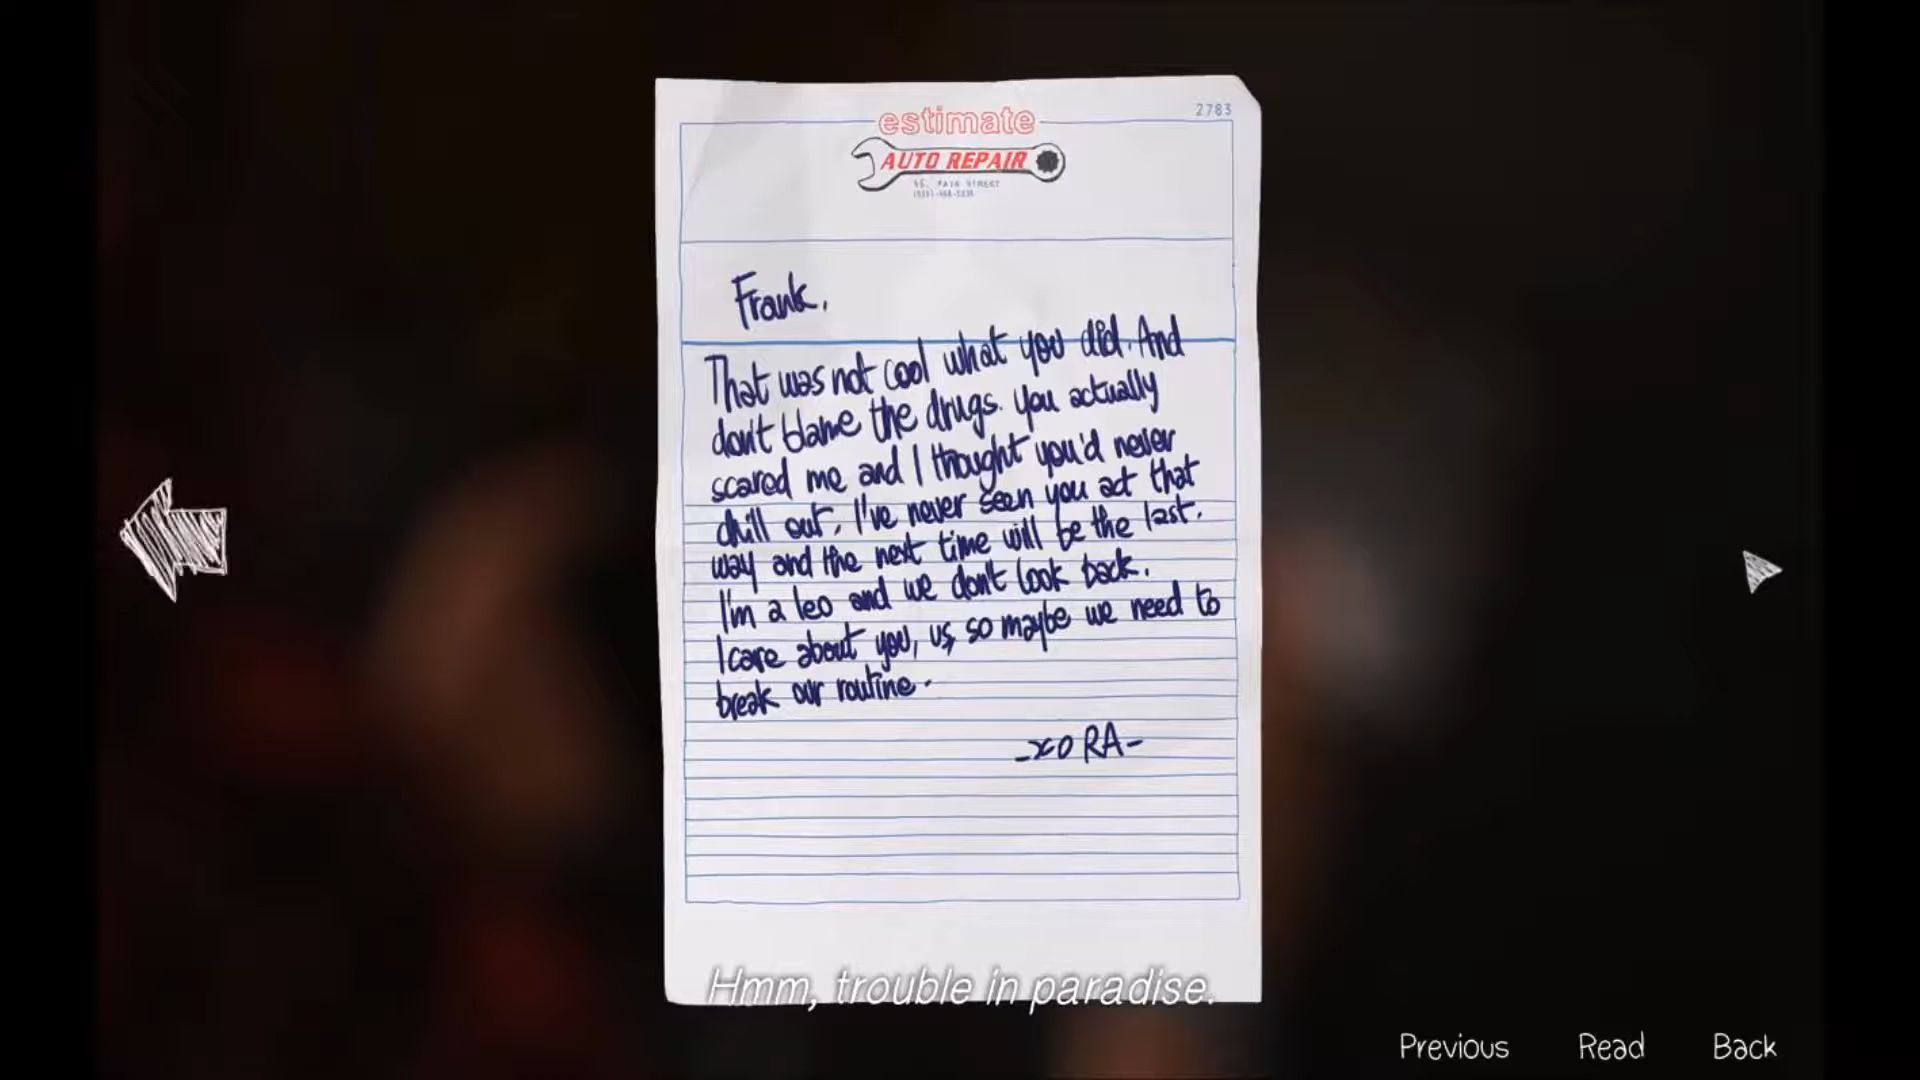 estimate
2783
AUTO REPAIR
Frank,
That was not cool what you did. And
don't blame the drugs. You actually
scared me and I thought you'd never
chill out. I've never seen you act that
way and the next time will be the last.
I'm a leo and we don't look back.
I care about you, us, so maybe we need to
break our routine.
-xo RA-
Hmm, trouble in paradise.
Previous Read Back